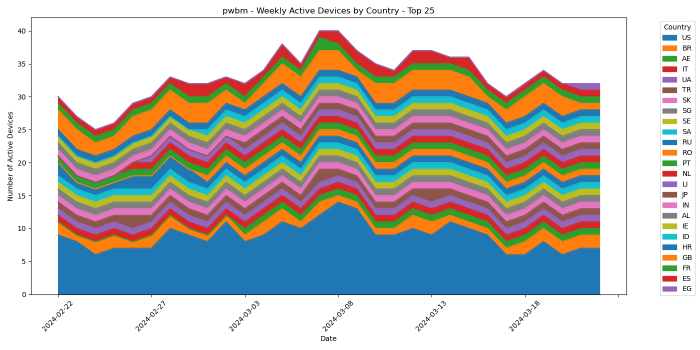 pwbm - Weekly Active Devices by Country - Top 25
Number of Active Devices
40
35
30
25
20
15
10
5
0
2024-02-22
2024-02-27
2024-03-03
2024-03-08
2024-03-13
2024-03-18
Date
Country
US
BR
AE
IT
UA
TR
SK
SG
SE
SA
RU
RO
PT
NL
LI
JP
IN
AL
IE
ID
HR
GB
FR
ES
EG